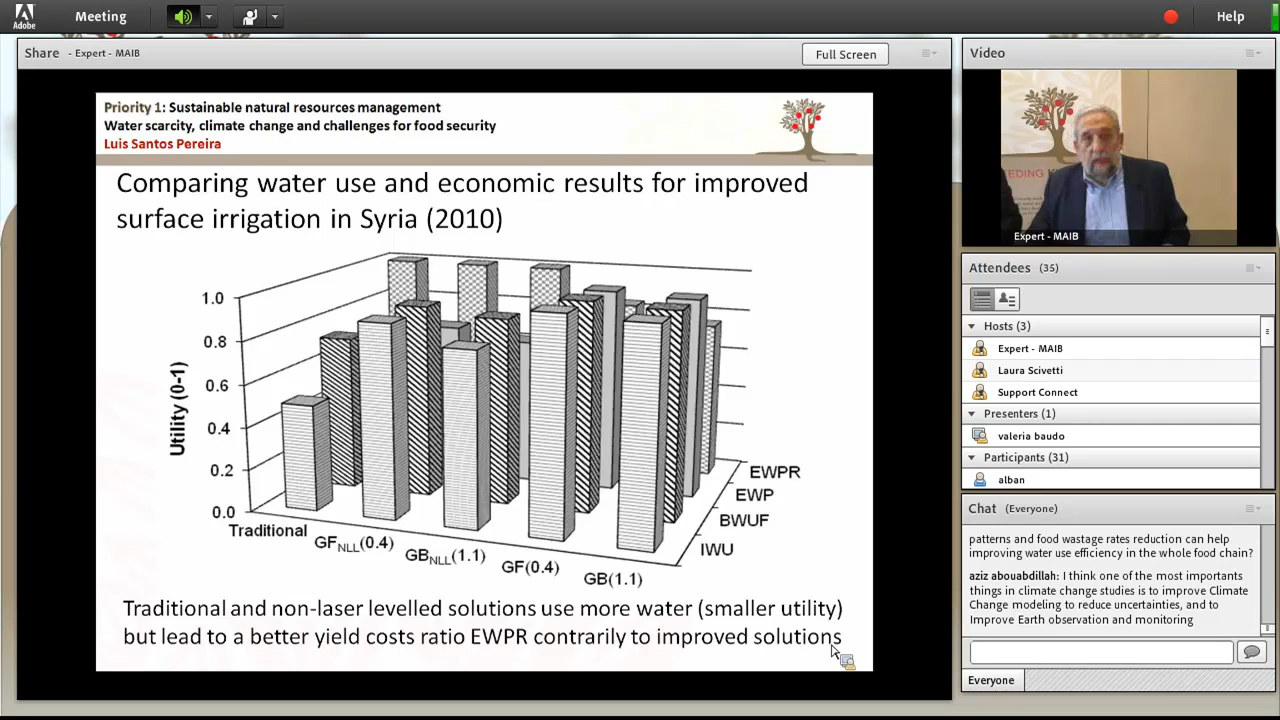 Adobe
Meeting
Help
Share - Expert - MAIB
Full Screen
Priority 1: Sustainable natural resources management
Water scarcity, climate change and challenges for food security
Luis Santos Pereira
Comparing water use and economic results for improved
surface irrigation in Syria (2010)
Utility (0-1)
1.0
0.8
0.6
0.4
0.2
0.0
Traditional
GFNLL(0.4)
GBNLL(1.1)
GF(0.4)
GB(1.1)
EWPR
EWP
BWUF
IWU
Traditional and non-laser levelled solutions use more water (smaller utility)
but lead to a better yield costs ratio EWPR contrarily to improved solutions
Video
Expert - MAIB
Attendees (35)
Hosts (3)
Expert - MAIB
Laura Scivetti
Support Connect
Presenters (1)
valeria baudo
Participants (31)
alban
Chat (Everyone)
patterns and food wastage rates reduction can help
improving water use efficiency in the whole food chain?
aziz abouabdillah: I think one of the most importants
things in climate change studies is to improve Climate
Change modeling to reduce uncertainties, and to
Improve Earth observation and monitoring
Everyone